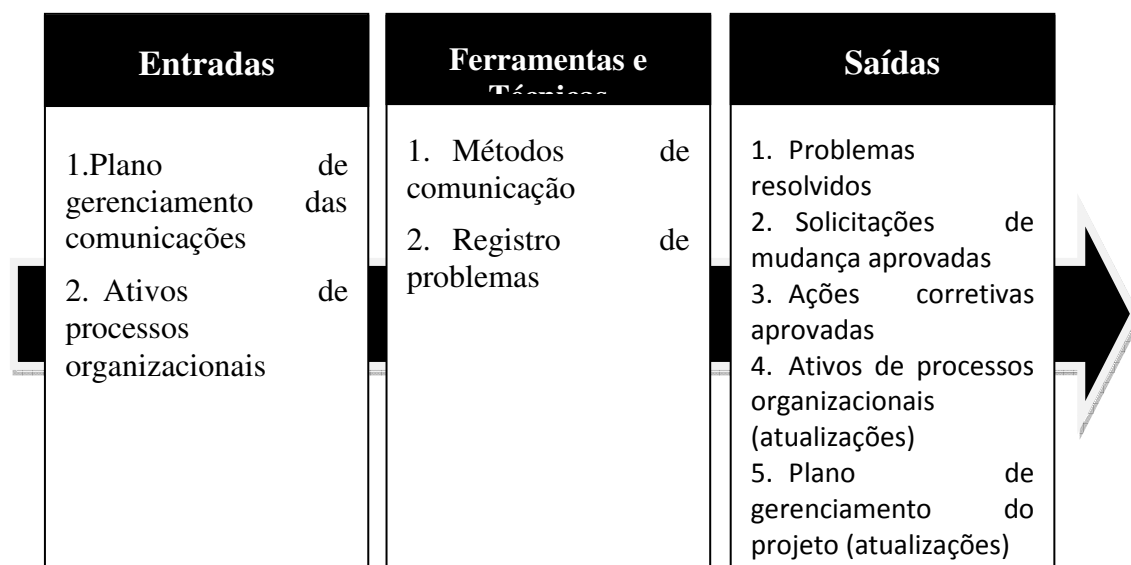 Entradas
1.Plano de
gerenciamento das
comunicações
2. Ativos de
processos
organizacionais
Ferramentas e
Técnicas
1. Métodos de
comunicação
2. Registro de
problemas
Saídas
1. Problemas
resolvidos
2. Solicitações de
mudança aprovadas
3. Ações corretivas
aprovadas
4. Ativos de processos
organizacionais
(atualizações)
5. Plano de
gerenciamento do
projeto (atualizações)